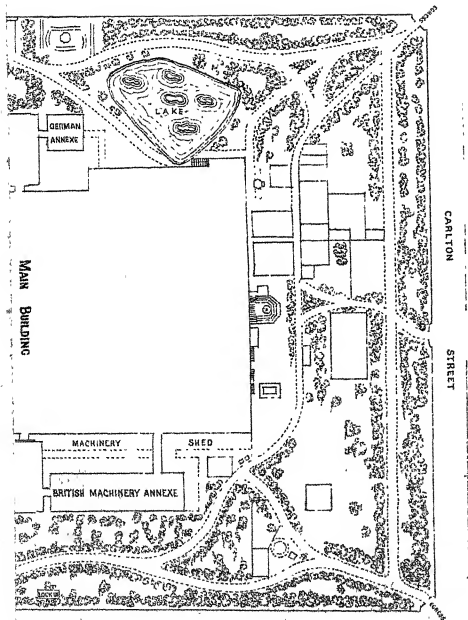 LAKE
GERMAN
ANNEXE
CARLTON
STREET
MAIN BUILDING
MACHINERY SHED
BRITISH MACHINERY ANNEXE